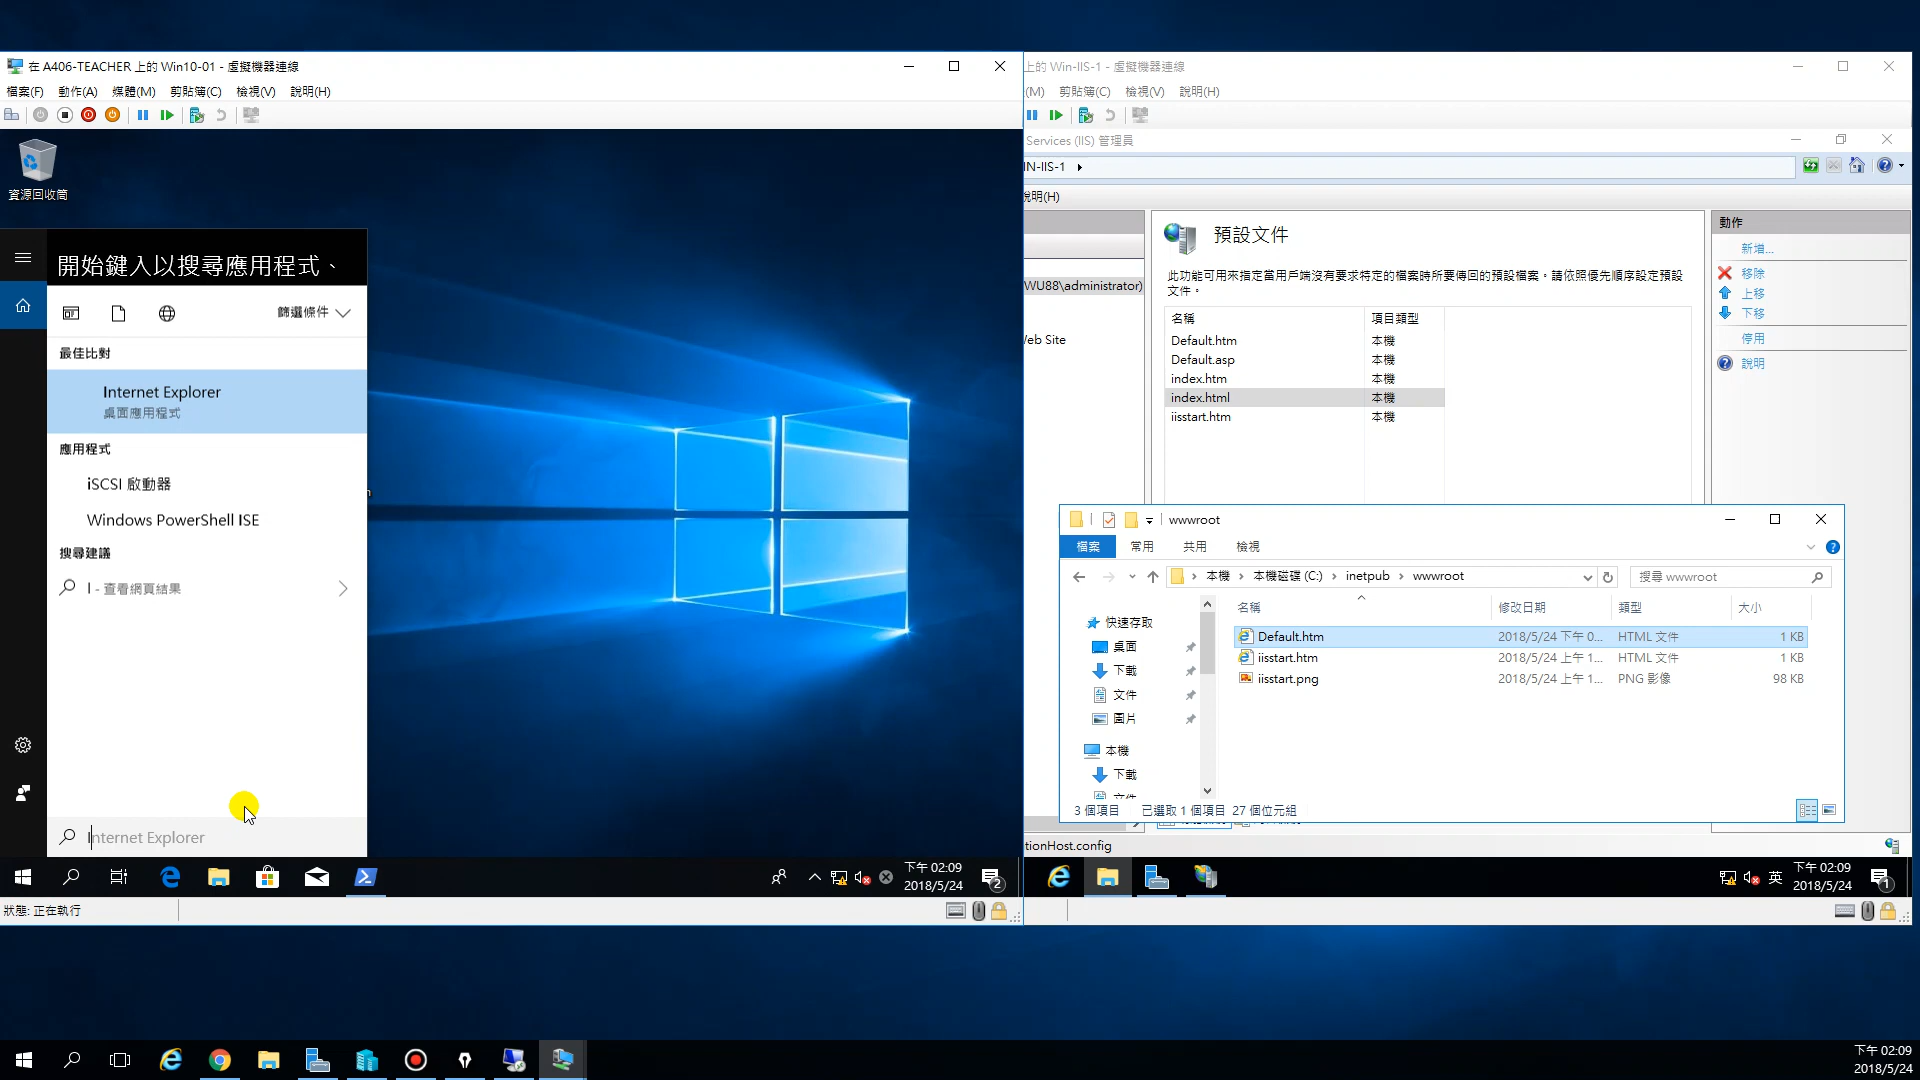 在 A406-TEACHER 上的 Win10-01 - 虛擬機器連線
檔案(F) 動作(A) 媒體(M) 剪貼簿(C) 檢視(V) 說明(H)
資源回收筒
開始鍵入以搜尋應用程式、
篩選條件
最佳比對
Internet Explorer
桌面應用程式
應用程式
iSCSI 啟動器
Windows PowerShell ISE
搜尋建議
I - 查看網頁結果
Internet Explorer
下午 02:09
2018/5/24
2
狀態: 正在執行
上的 Win-IIS-1 - 虛擬機器連線
(M) 剪貼簿(C) 檢視(V) 說明(H)
Services (IIS) 管理員
IN-IIS-1
說明(H)
WU88\administrator)
eb Site
預設文件
此功能可用來指定當用戶端沒有要求特定的檔案時所要傳回的預設檔案。請依照優先順序設定預設
文件。
名稱 項目類型
Default.htm 本機
Default.asp 本機
index.htm 本機
index.html 本機
iisstart.htm 本機
動作
新增...
移除
上移
下移
停用
說明
wwwroot
檔案 常用 共用 檢視
本機 本機磁碟 (C:) inetpub wwwroot
搜尋 wwwroot
快速存取
桌面
下載
文件
圖片
本機
下載
文件
名稱 修改日期 類型 大小
Default.htm 2018/5/24 下午 0... HTML 文件 1 KB
iisstart.htm 2018/5/24 上午 1... HTML 文件 1 KB
iisstart.png 2018/5/24 上午 1... PNG 影像 98 KB
3 個項目 已選取 1 個項目 27 個位元組
tionHost.config
英
下午 02:09
2018/5/24
1
下午 02:09
2018/5/24